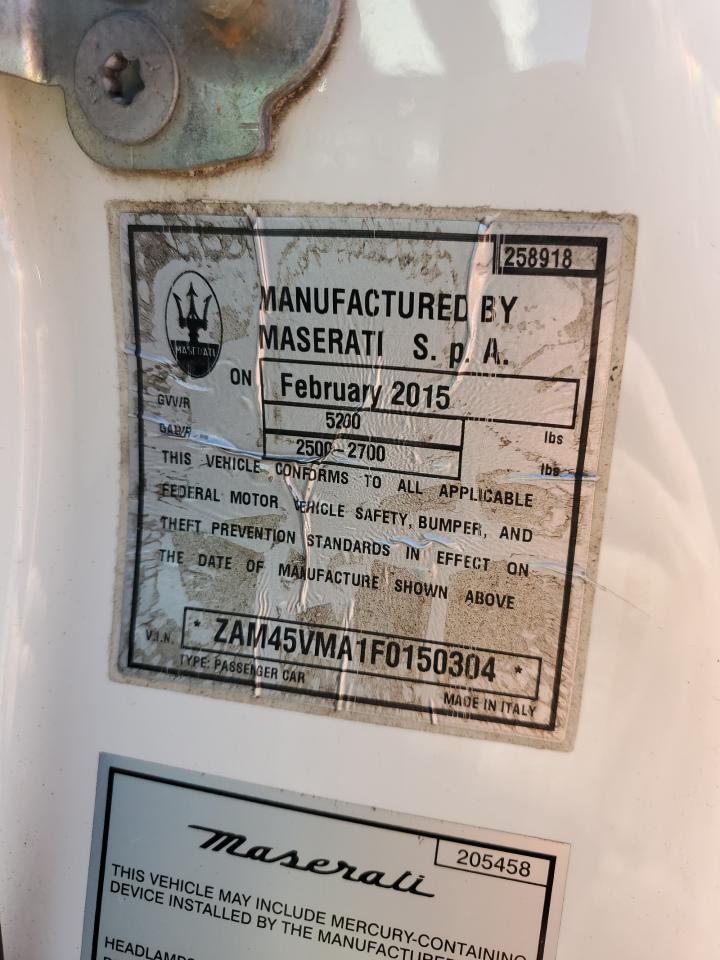 258918
MANUFACTURED BY
MASERATI S. p. A.
MASERATI
ON February 2015
GVWR 5200 lbs
GAWR 2500-2700 lbs
THIS VEHICLE CONFORMS TO ALL APPLICABLE
FEDERAL MOTOR VEHICLE SAFETY, BUMPER, AND
THEFT PREVENTION STANDARDS IN EFFECT ON
THE DATE OF MANUFACTURE SHOWN ABOVE
V.I.N. * ZAM45VMA1F0150304 *
TYPE: PASSENGER CAR
MADE IN ITALY
Maserati
205458
THIS VEHICLE MAY INCLUDE MERCURY-CONTAINING
DEVICE INSTALLED BY THE MANUFACTURER
HEADLAMPS